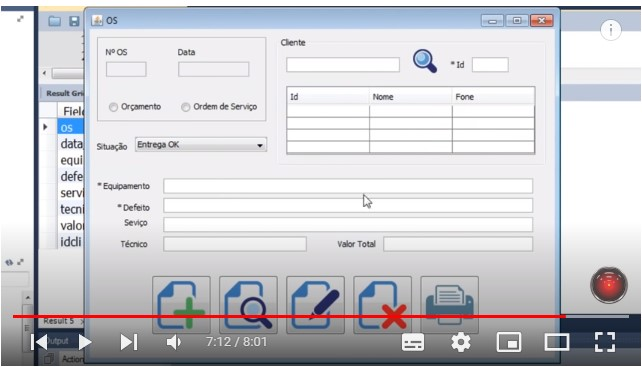 OS
Nº OS
Data
Orçamento
Ordem de Serviço
Situação
Entrega OK
Cliente
* Id
Id Nome Fone
* Equipamento
* Defeito
Seviço
Técnico
Valor Total
Result Gri
Field
os
data
equi
defe
servi
tecni
valo
idcli
Result 5
Output
Action
7:12 / 8:01